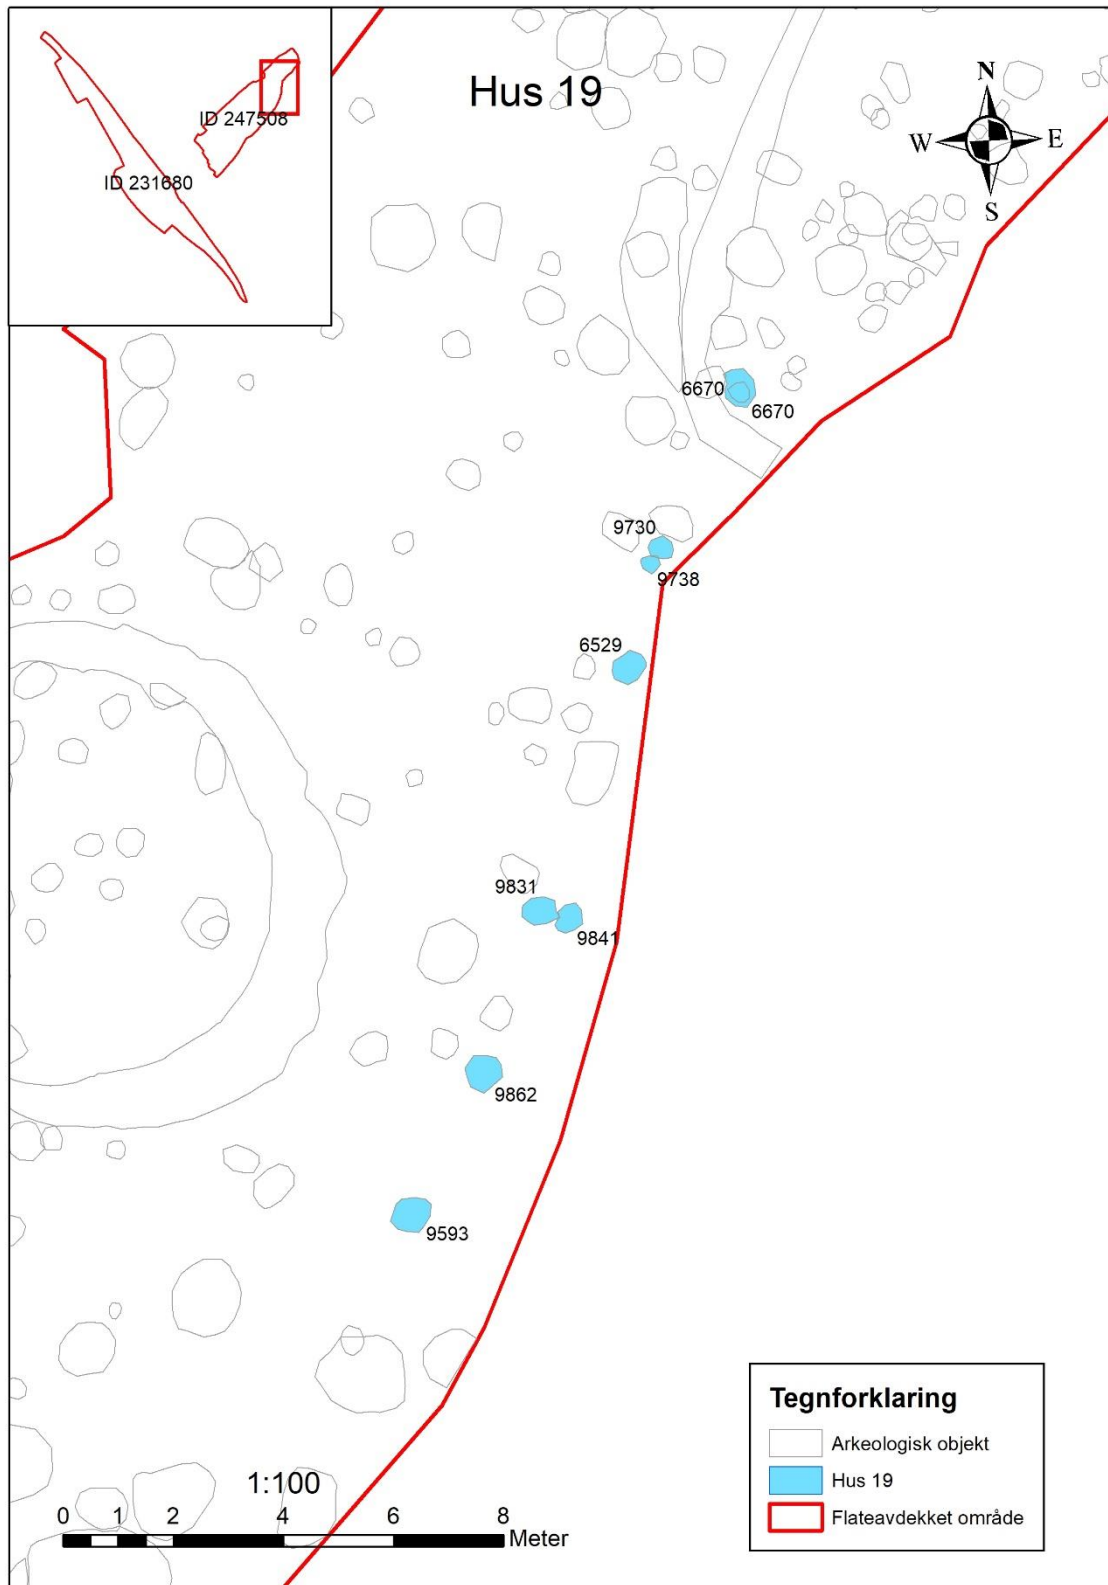 Hus 19
ID 247508
ID 231680
N
W E
S
6670
6670
9730
9738
6529
9831
9841
9862
9593
Tegnforklaring
Arkeologisk objekt
Hus 19
Flateavdekket område
1:100
0 1 2 4 6 8
Meter